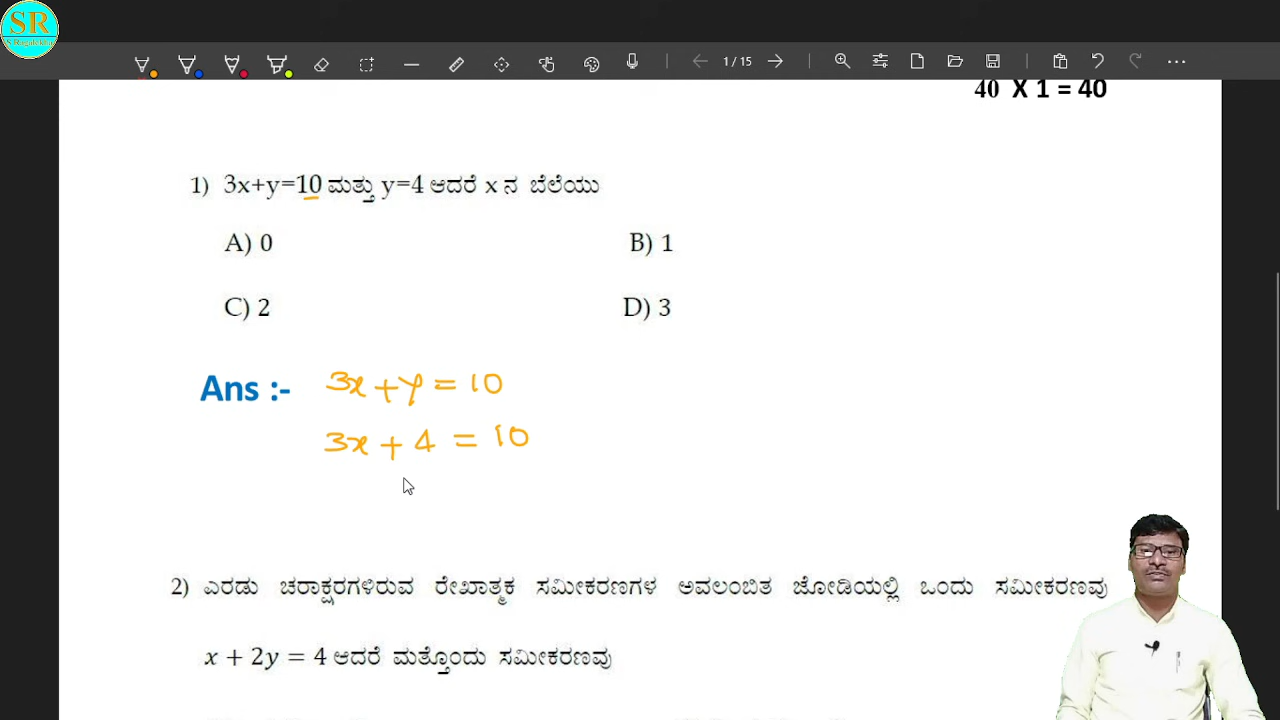 SR
1 / 15
40 X 1 = 40
1) 3x+y=10 ಮತ್ತು y=4 ಆದರೆ x ನ ಬೆಲೆಯು
A) 0 B) 1
C) 2 D) 3
Ans :- 3x + y = 10
3x + 4 = 10
2) ಎರಡು ಚರಾಕ್ಷರಗಳಿರುವ ರೇಖಾತ್ಮಕ ಸಮೀಕರಣಗಳ ಅವಲಂಬಿತ ಜೋಡಿಯಲ್ಲಿ ಒಂದು ಸಮೀಕರಣವು
x + 2y = 4 ಆದರೆ ಮತ್ತೊಂದು ಸಮೀಕರಣವು